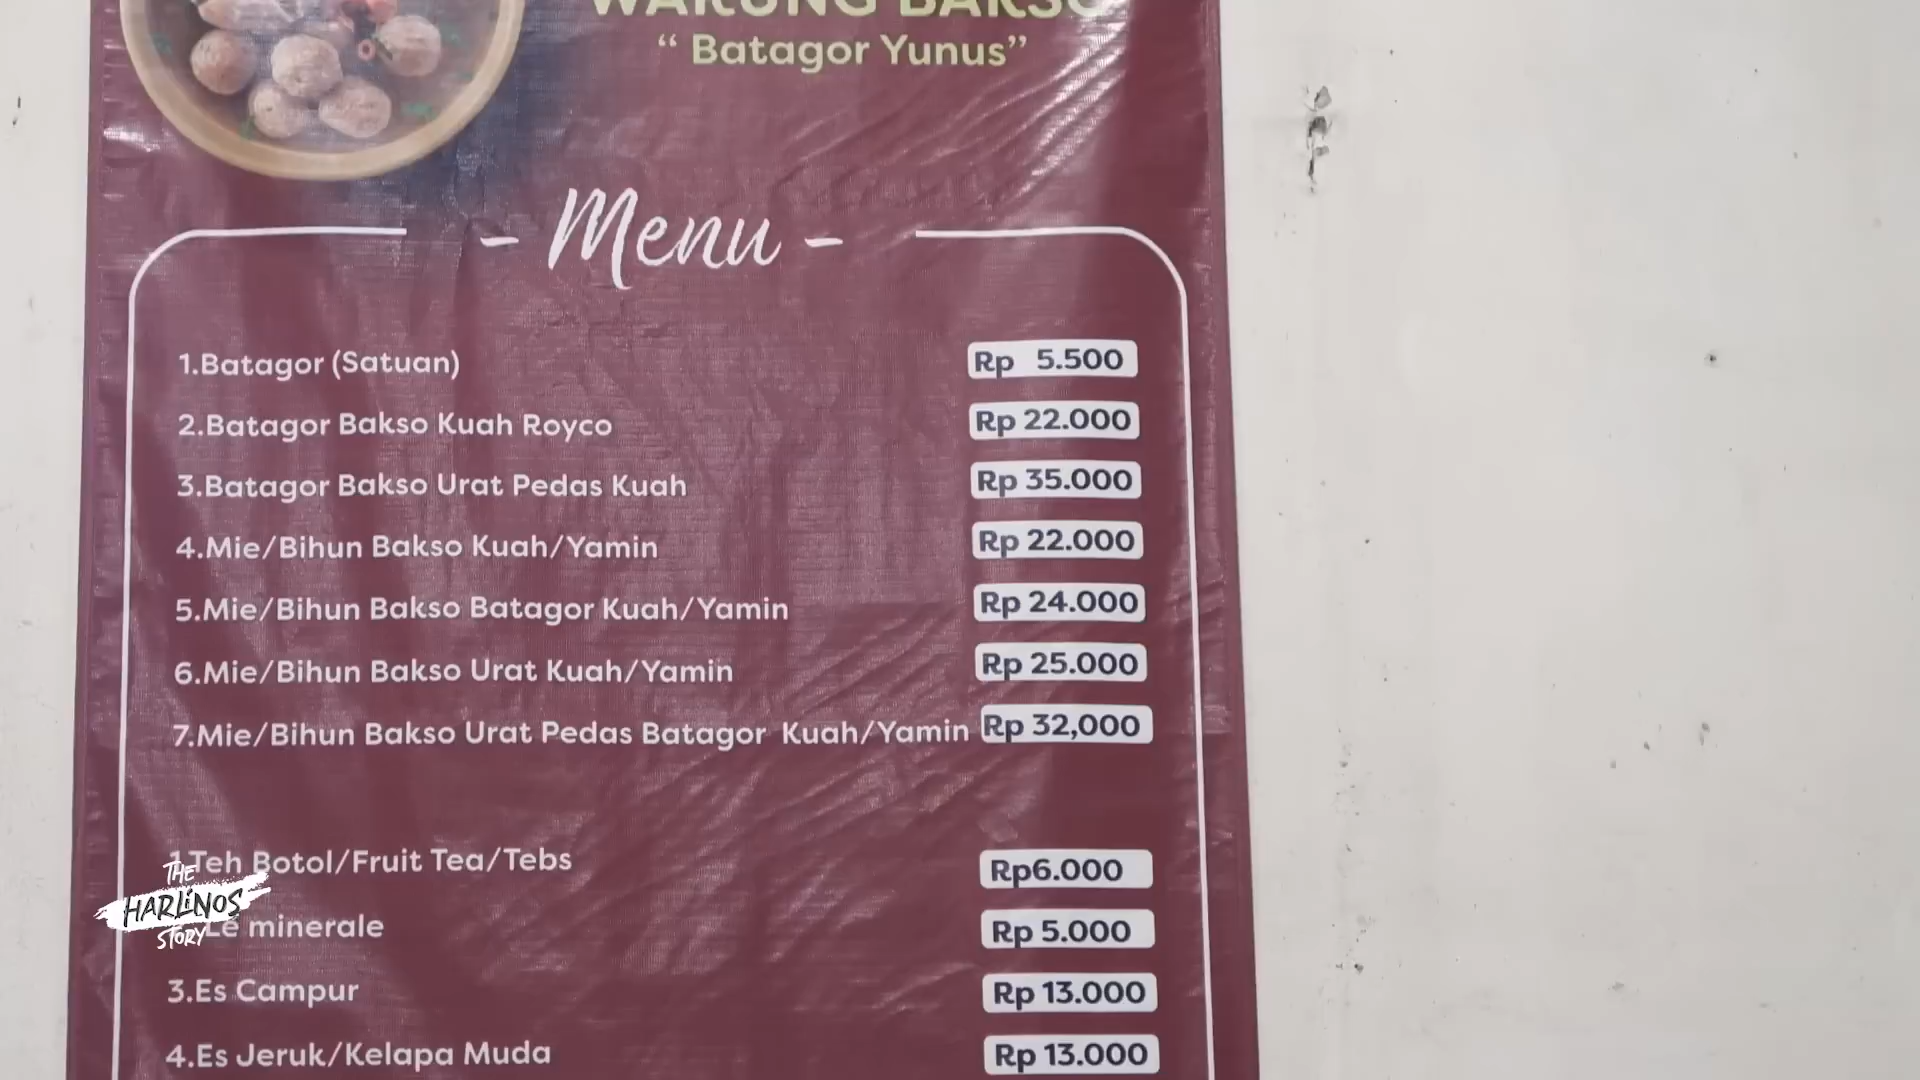 WARUNG BAKSO
“ Batagor Yunus”
- Menu -
1.Batagor (Satuan) Rp 5.500
2.Batagor Bakso Kuah Royco Rp 22.000
3.Batagor Bakso Urat Pedas Kuah Rp 35.000
4.Mie/Bihun Bakso Kuah/Yamin Rp 22.000
5.Mie/Bihun Bakso Batagor Kuah/Yamin Rp 24.000
6.Mie/Bihun Bakso Urat Kuah/Yamin Rp 25.000
7.Mie/Bihun Bakso Urat Pedas Batagor Kuah/Yamin Rp 32,000
1.Teh Botol/Fruit Tea/Tebs Rp6.000
Le minerale Rp 5.000
3.Es Campur Rp 13.000
4.Es Jeruk/Kelapa Muda Rp 13.000
THE
HARLINOS
STORY